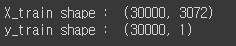 X_train shape :  (30000, 3072)
y_train shape :  (30000, 1)